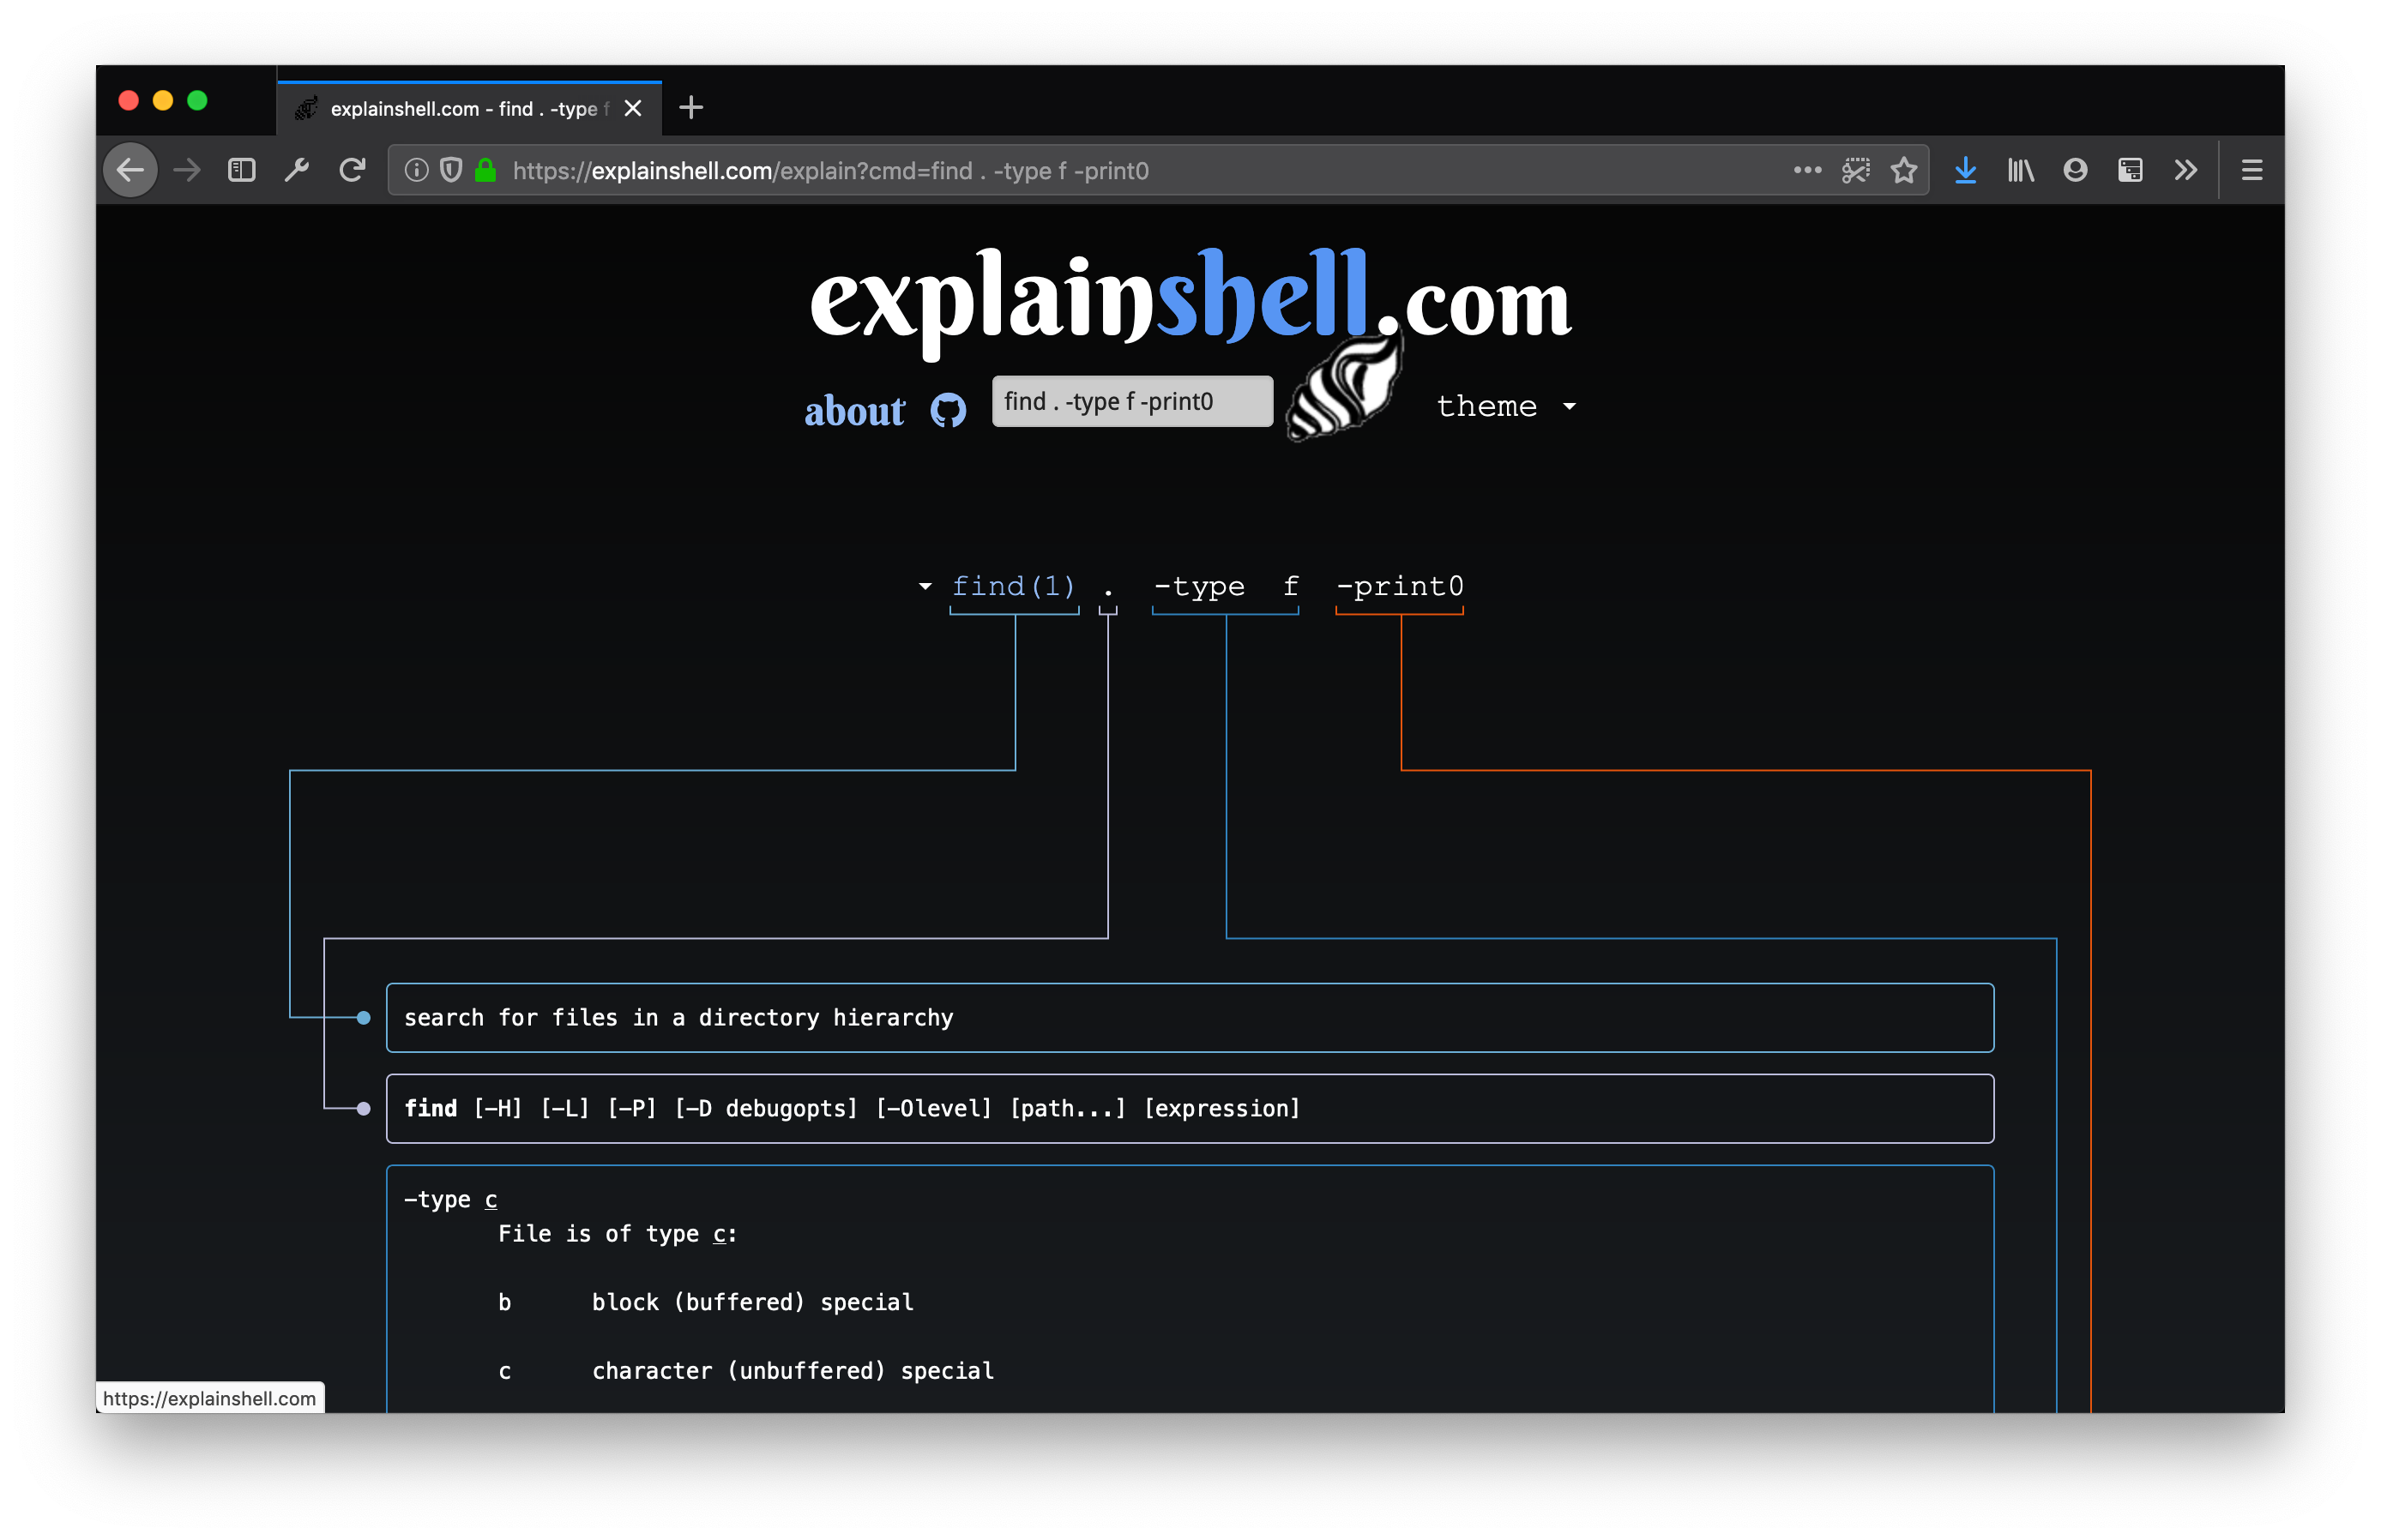 explainshell.com - find . -type f
https://explainshell.com/explain?cmd=find . -type f -print0
explainshell.com
about
find . -type f -print0
theme
find(1) . -type f -print0
search for files in a directory hierarchy
find [-H] [-L] [-P] [-D debugopts] [-Olevel] [path...] [expression]
-type c
File is of type c:
b block (buffered) special
c character (unbuffered) special
https://explainshell.com